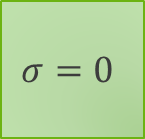 σ = 0